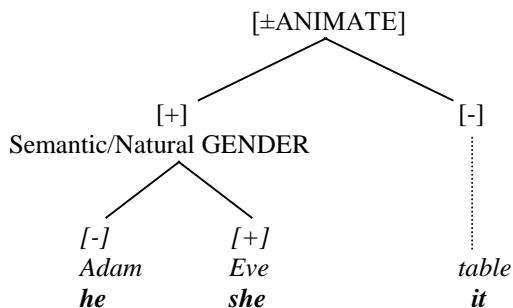 [±ANIMATE]
[+] [-]
Semantic/Natural GENDER
[-] [+]
Adam Eve table
he she it